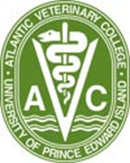 ATLANTIC VETERINARY COLLEGE
UNIVERSITY OF PRINCE EDWARD ISLAND
A V C